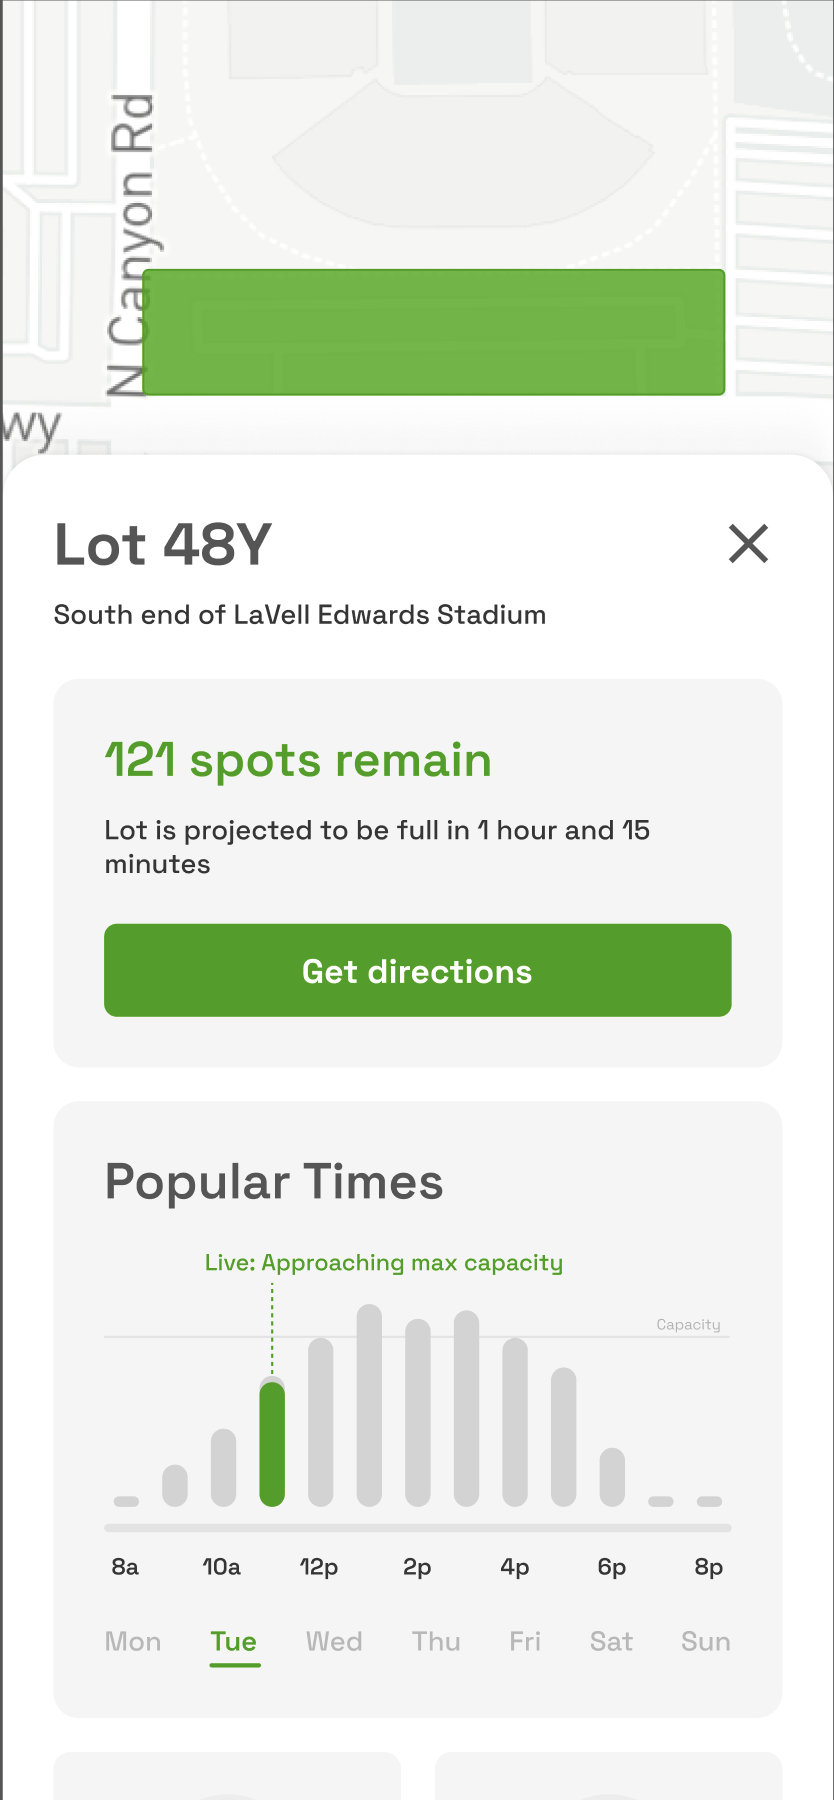 N Canyon Rd
wy
Lot 48Y
South end of LaVell Edwards Stadium
121 spots remain
Lot is projected to be full in 1 hour and 15
minutes
Get directions
Popular Times
Live: Approaching max capacity
Capacity
8a 10a 12p 2p 4p 6p 8p
Mon Tue Wed Thu Fri Sat Sun